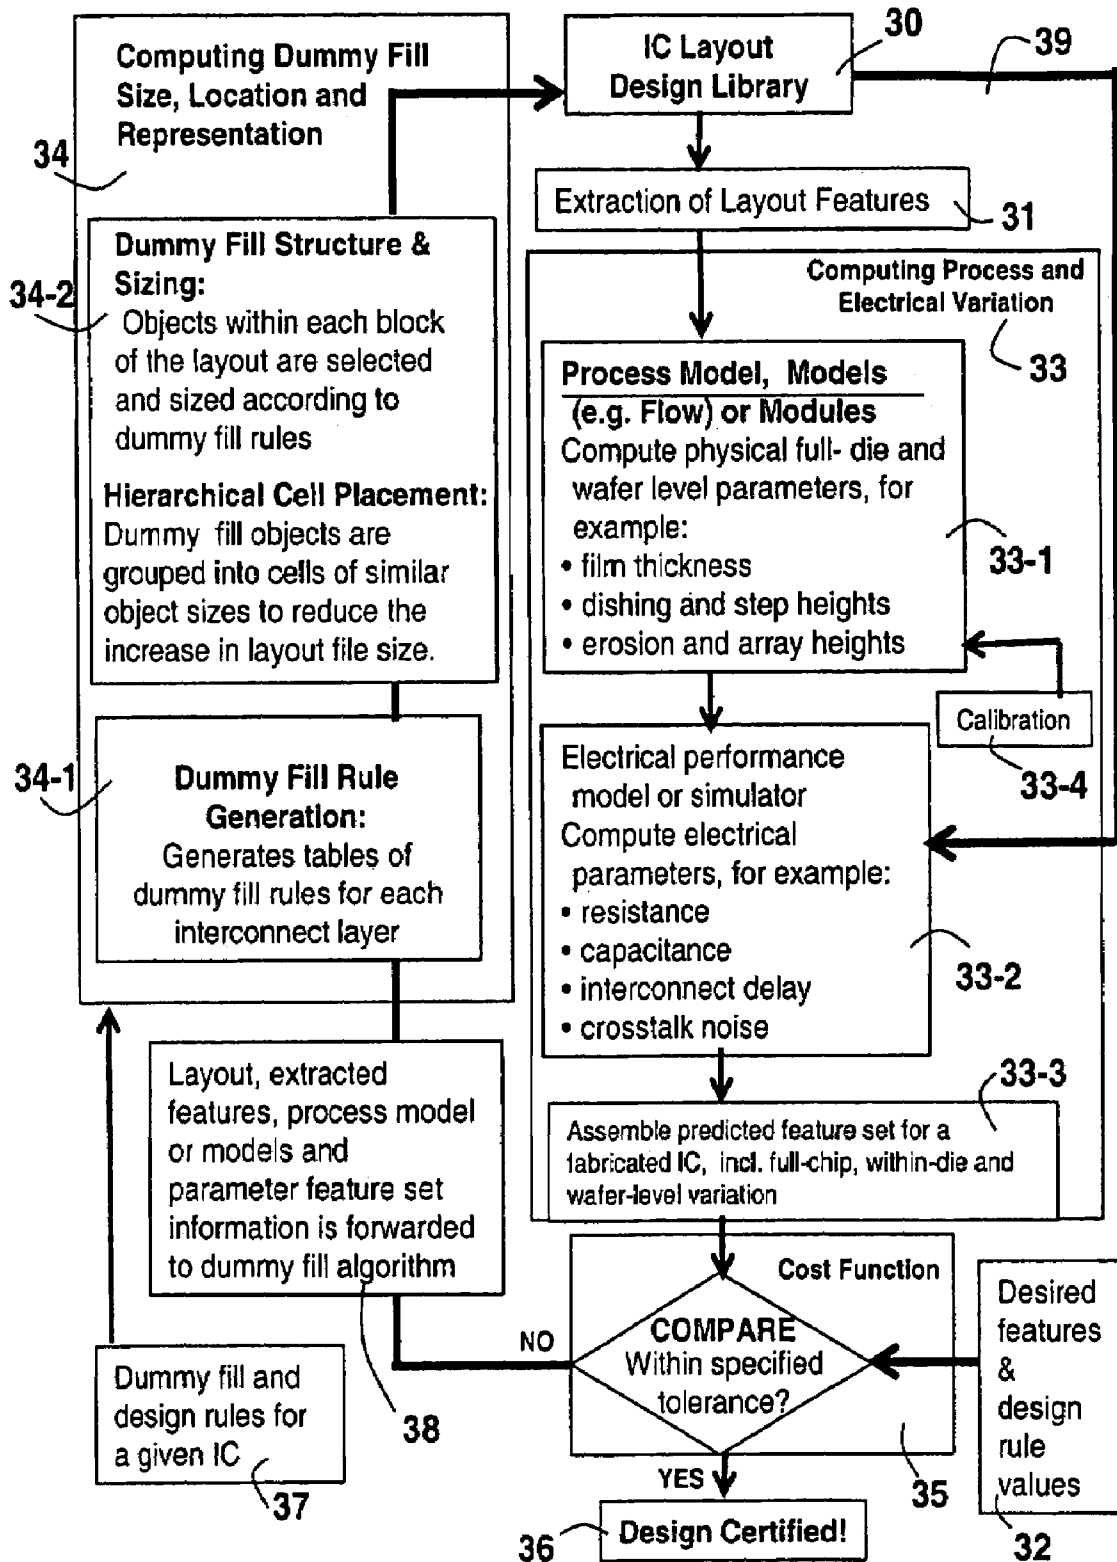 Computing Dummy Fill
Size, Location and
Representation
34
IC Layout
Design Library
30
39
Extraction of Layout Features
31
Dummy Fill Structure &
Sizing:
Objects within each block
of the layout are selected
and sized according to
dummy fill rules
34-2
Hierarchical Cell Placement:
Dummy fill objects are
grouped into cells of similar
object sizes to reduce the
increase in layout file size.
Computing Process and
Electrical Variation
33
Process Model, Models
(e.g. Flow) or Modules
Compute physical full- die and
wafer level parameters, for
example:
• film thickness
• dishing and step heights
• erosion and array heights
33-1
Calibration
33-4
34-1
Dummy Fill Rule
Generation:
Generates tables of
dummy fill rules for each
interconnect layer
Electrical performance
model or simulator
Compute electrical
parameters, for example:
• resistance
• capacitance
• interconnect delay
• crosstalk noise
33-2
33-3
Assemble predicted feature set for a
fabricated IC, incl. full-chip, within-die and
wafer-level variation
Layout, extracted
features, process model
or models and
parameter feature set
information is forwarded
to dummy fill algorithm
38
Cost Function
COMPARE
Within specified
tolerance?
NO
YES
35
Desired
features
&
design
rule
values
32
Dummy fill and
design rules for
a given IC
37
36
Design Certified!